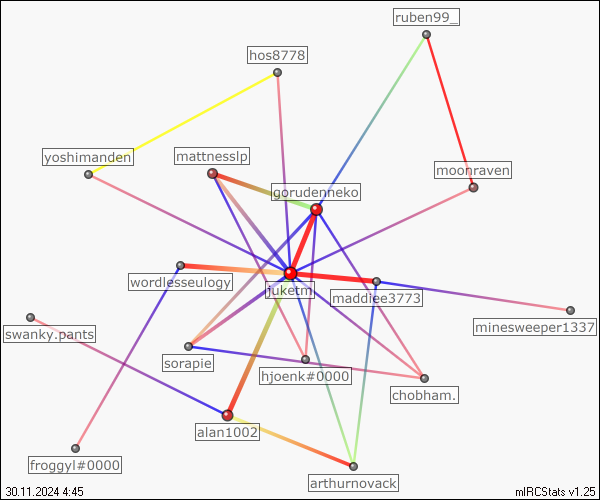 ruben99_
hos8778
yoshimanden
mattnesslp
moonraven
gorudenneko
wordlesseulogy
juketm
maddiee3773
swanky.pants
minesweeper1337
sorapie
hjoenk#0000
chobham.
alan1002
froggyl#0000
arthurnovack
30.11.2024 4:45
mIRCStats v1.25